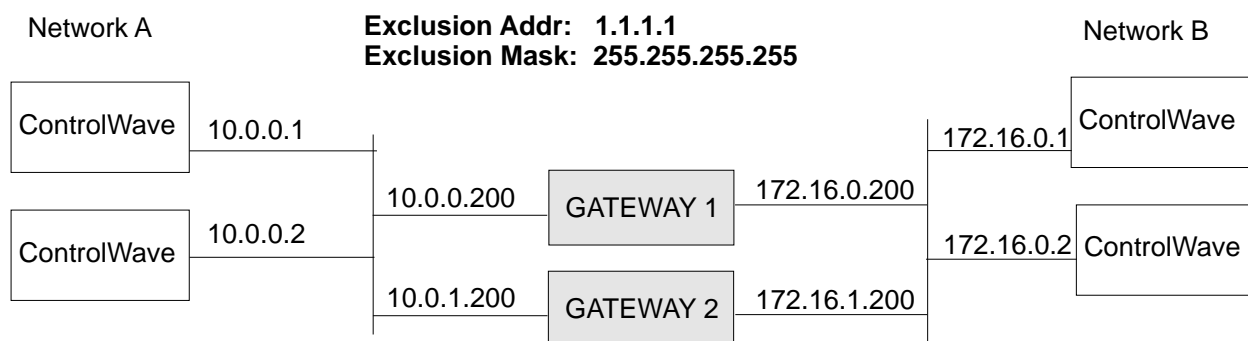 Network A
Exclusion Addr: 1.1.1.1
Exclusion Mask: 255.255.255.255
Network B
ControlWave
10.0.0.1
172.16.0.1
ControlWave
10.0.0.200
GATEWAY 1
172.16.0.200
ControlWave
10.0.0.2
172.16.0.2
ControlWave
10.0.1.200
GATEWAY 2
172.16.1.200